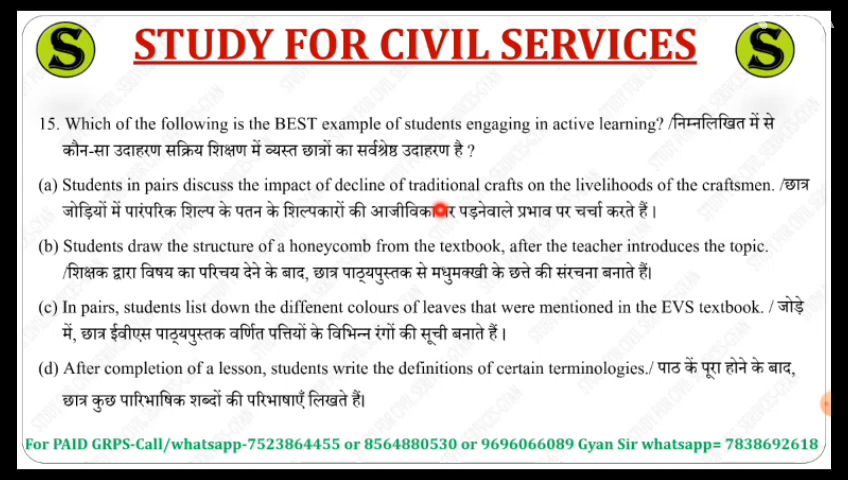 S STUDY FOR CIVIL SERVICES S
15. Which of the following is the BEST example of students engaging in active learning? /निम्नलिखित में से
कौन-सा उदाहरण सक्रिय शिक्षण में व्यस्त छात्रों का सर्वश्रेष्ठ उदाहरण है ?
(a) Students in pairs discuss the impact of decline of traditional crafts on the livelihoods of the craftsmen. /छात्र
जोड़ियों में पारंपरिक शिल्प के पतन के शिल्पकारों की आजीविका पर पड़नेवाले प्रभाव पर चर्चा करते हैं ।
(b) Students draw the structure of a honeycomb from the textbook, after the teacher introduces the topic.
/शिक्षक द्वारा विषय का परिचय देने के बाद, छात्र पाठ्यपुस्तक से मधुमक्खी के छत्ते की संरचना बनाते हैं।
(c) In pairs, students list down the diffenent colours of leaves that were mentioned in the EVS textbook. / जोड़े
में, छात्र ईवीएस पाठ्यपुस्तक वर्णित पत्तियों के विभिन्न रंगों की सूची बनाते हैं ।
(d) After completion of a lesson, students write the definitions of certain terminologies./ पाठ कें पूरा होने के बाद,
छात्र कुछ पारिभाषिक शब्दों की परिभाषाएँ लिखते हैं।
For PAID GRPS-Call/whatsapp-7523864455 or 8564880530 or 9696066089 Gyan Sir whatsapp= 7838692618